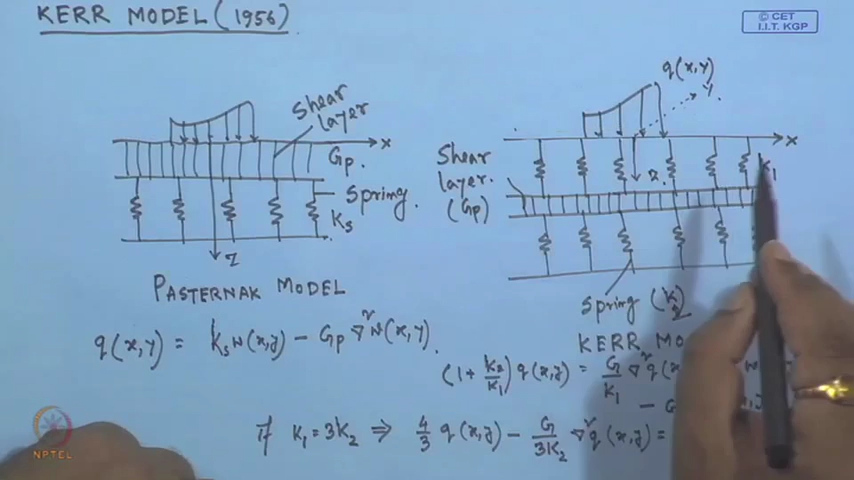 KERR MODEL (1956)
© CET
I.I.T. KGP
q(x,y)
y.
Shear
layer
x
x
Gp.
Shear
layer.
(Gp)
z.
K1
Spring
Ks
z
PASTERNAK MODEL
Spring (k2)
KERR MO
q(x,y) = ksw(x,y) - Gp ∇²w(x,y).
(1+k2/k1) q(x,y) = G/k1 ∇²q(x
- G
if k1=3k2 ⇒ 4/3 q(x,y) - G/3k2 ∇²q(x,y) =
NPTEL